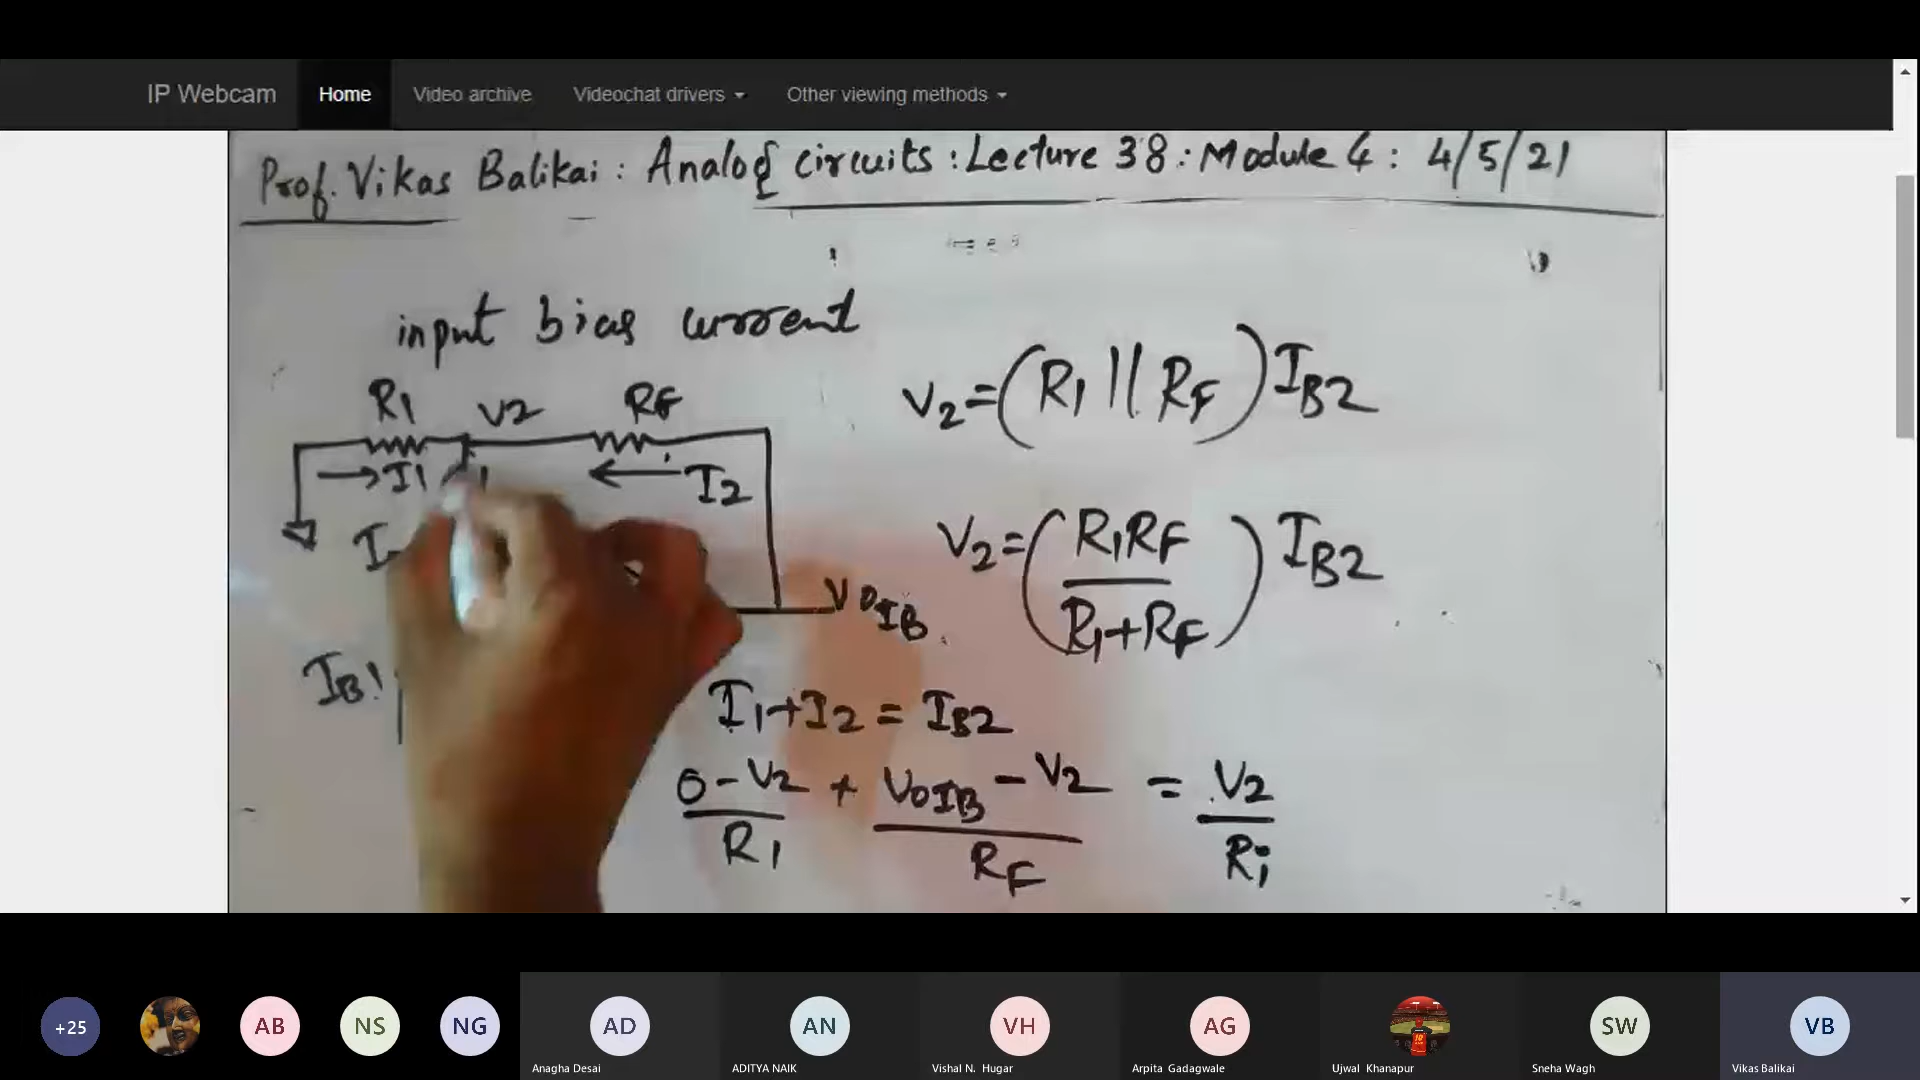 IP Webcam Home Video archive Videochat drivers Other viewing methods
Prof. Vikas Balikai : Analog circuits : Lecture 38 : Module 4 : 4/5/21
input bias current
R1 V2 RF
I1 I2
VOIB
IB1
V2 = (R1 || RF) IB2
V2 = (R1RF / R1+RF) IB2
I1+I2 = IB2
0-V2 / R1 + VOIB - V2 / RF = V2 / Ri
+25 AB NS NG AD AN VH AG SW VB
Anagha Desai ADITYA NAIK Vishal N. Hugar Arpita Gadagwale Ujwal Khanapur Sneha Wagh Vikas Balikai